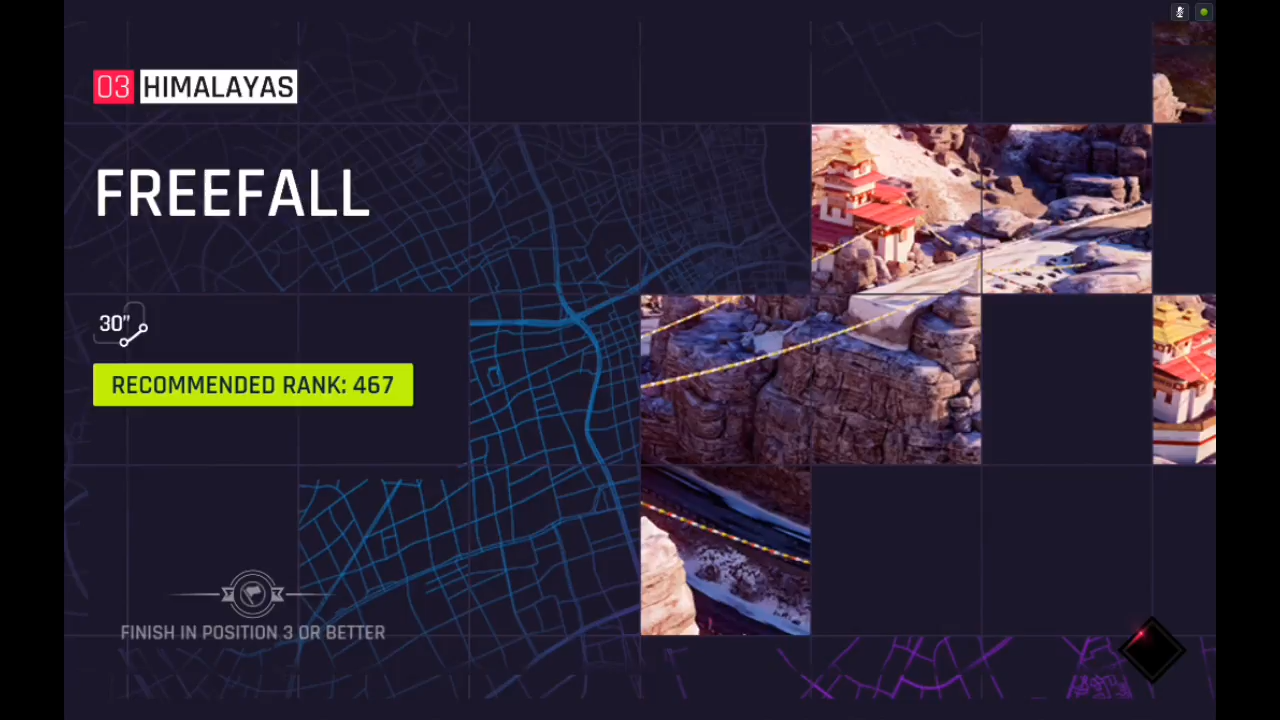 03 HIMALAYAS
FREEFALL
30"
RECOMMENDED RANK: 467
FINISH IN POSITION 3 OR BETTER